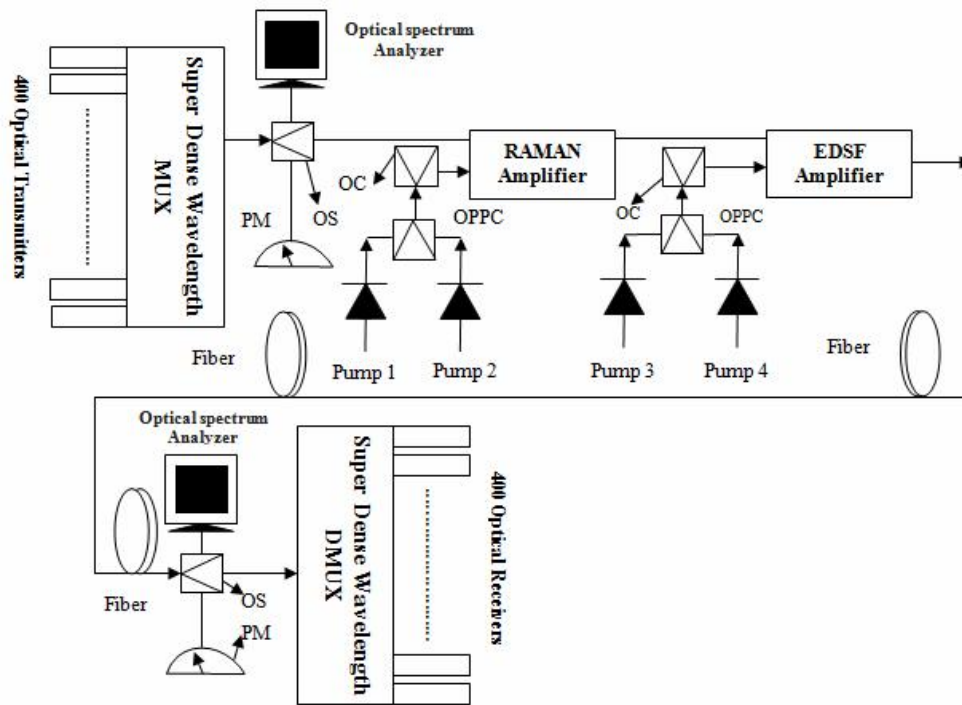 Optical spectrum
Analyzer
400 Optical Transmitters
Super Dense Wavelength
MUX
RAMAN
Amplifier
EDSF
Amplifier
OC
OS
PM
OPPC
OC
OPPC
Fiber
Pump 1
Pump 2
Pump 3
Pump 4
Fiber
Optical spectrum
Analyzer
Super Dense Wavelength
DMUX
400 Optical Receivers
Fiber
OS
PM